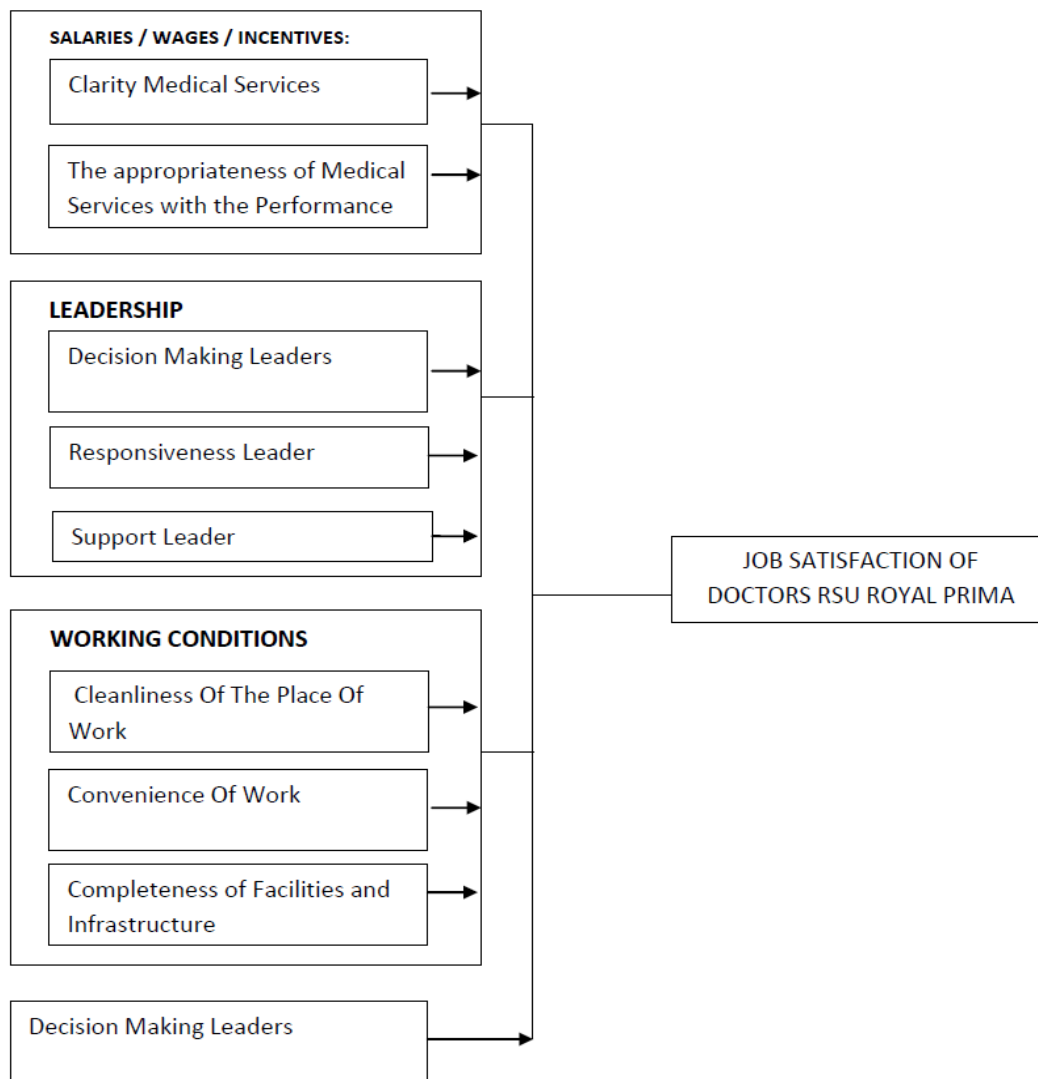 SALARIES / WAGES / INCENTIVES:
Clarity Medical Services
The appropriateness of Medical
Services with the Performance
LEADERSHIP
Decision Making Leaders
Responsiveness Leader
Support Leader
JOB SATISFACTION OF
DOCTORS RSU ROYAL PRIMA
WORKING CONDITIONS
Cleanliness Of The Place Of
Work
Convenience Of Work
Completeness of Facilities and
Infrastructure
Decision Making Leaders